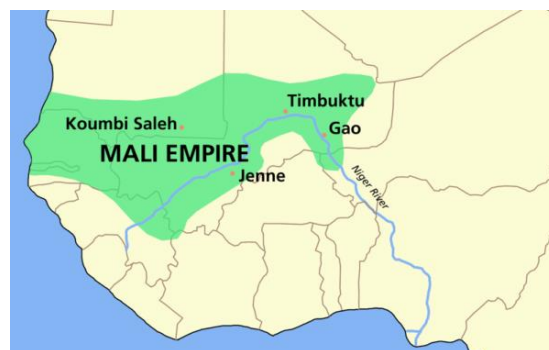 Timbuktu
Koumbi Saleh
Gao
MALI EMPIRE
Jenne
Niger River